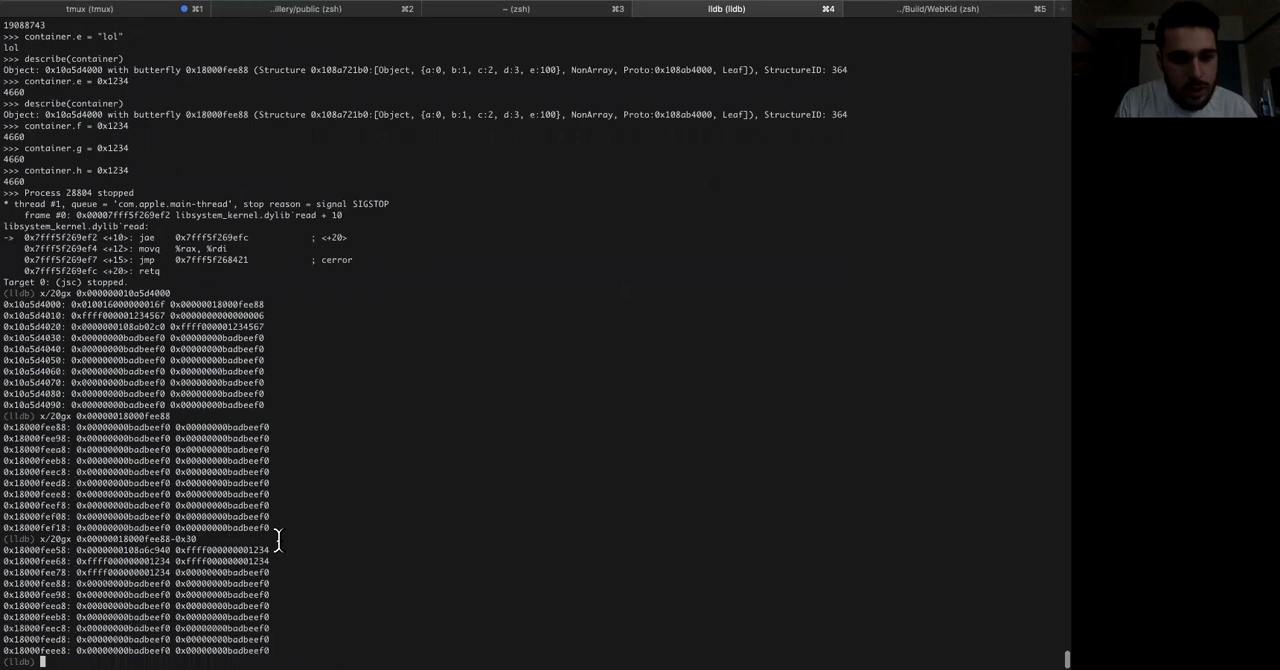 tmux (tmux) ⌘1 ..illery/public (zsh) ⌘2 ~ (zsh) ⌘3 lldb (lldb) ⌘4 ../Build/WebKid (zsh) ⌘5
19088743
>>> container.e = "lol"
lol
>>> describe(container)
Object: 0x10a5d4000 with butterfly 0x18000fee88 (Structure 0x108a721b0:[Object, {a:0, b:1, c:2, d:3, e:100}, NonArray, Proto:0x108ab4000, Leaf]), StructureID: 364
>>> container.e = 0x1234
4660
>>> describe(container)
Object: 0x10a5d4000 with butterfly 0x18000fee88 (Structure 0x108a721b0:[Object, {a:0, b:1, c:2, d:3, e:100}, NonArray, Proto:0x108ab4000, Leaf]), StructureID: 364
>>> container.f = 0x1234
4660
>>> container.g = 0x1234
4660
>>> container.h = 0x1234
4660
>>> Process 28804 stopped
* thread #1, queue = 'com.apple.main-thread', stop reason = signal SIGSTOP
frame #0: 0x00007fff5f269ef2 libsystem_kernel.dylib`read + 10
libsystem_kernel.dylib`read:
-> 0x7fff5f269ef2 <+10>: jae 0x7fff5f269efc ; <+20>
0x7fff5f269ef4 <+12>: movq %rax, %rdi
0x7fff5f269ef7 <+15>: jmp 0x7fff5f268421 ; cerror
0x7fff5f269efc <+20>: retq
Target 0: (jsc) stopped.
(lldb) x/20gx 0x000000010a5d4000
0x10a5d4000: 0x010016000000016f 0x00000018000fee88
0x10a5d4010: 0xffff000001234567 0x0000000000000006
0x10a5d4020: 0x0000000108ab02c0 0xffff000001234567
0x10a5d4030: 0x00000000badbeef0 0x00000000badbeef0
0x10a5d4040: 0x00000000badbeef0 0x00000000badbeef0
0x10a5d4050: 0x00000000badbeef0 0x00000000badbeef0
0x10a5d4060: 0x00000000badbeef0 0x00000000badbeef0
0x10a5d4070: 0x00000000badbeef0 0x00000000badbeef0
0x10a5d4080: 0x00000000badbeef0 0x00000000badbeef0
0x10a5d4090: 0x00000000badbeef0 0x00000000badbeef0
(lldb) x/20gx 0x00000018000fee88
0x18000fee88: 0x00000000badbeef0 0x00000000badbeef0
0x18000fee98: 0x00000000badbeef0 0x00000000badbeef0
0x18000feea8: 0x00000000badbeef0 0x00000000badbeef0
0x18000feeb8: 0x00000000badbeef0 0x00000000badbeef0
0x18000feec8: 0x00000000badbeef0 0x00000000badbeef0
0x18000feed8: 0x00000000badbeef0 0x00000000badbeef0
0x18000feee8: 0x00000000badbeef0 0x00000000badbeef0
0x18000feef8: 0x00000000badbeef0 0x00000000badbeef0
0x18000fef08: 0x00000000badbeef0 0x00000000badbeef0
0x18000fef18: 0x00000000badbeef0 0x00000000badbeef0
(lldb) x/20gx 0x00000018000fee88-0x30
0x18000fee58: 0x0000000108a6c940 0xffff000000001234
0x18000fee68: 0xffff000000001234 0xffff000000001234
0x18000fee78: 0xffff000000001234 0x00000000badbeef0
0x18000fee88: 0x00000000badbeef0 0x00000000badbeef0
0x18000fee98: 0x00000000badbeef0 0x00000000badbeef0
0x18000feea8: 0x00000000badbeef0 0x00000000badbeef0
0x18000feeb8: 0x00000000badbeef0 0x00000000badbeef0
0x18000feec8: 0x00000000badbeef0 0x00000000badbeef0
0x18000feed8: 0x00000000badbeef0 0x00000000badbeef0
0x18000feee8: 0x00000000badbeef0 0x00000000badbeef0
(lldb)